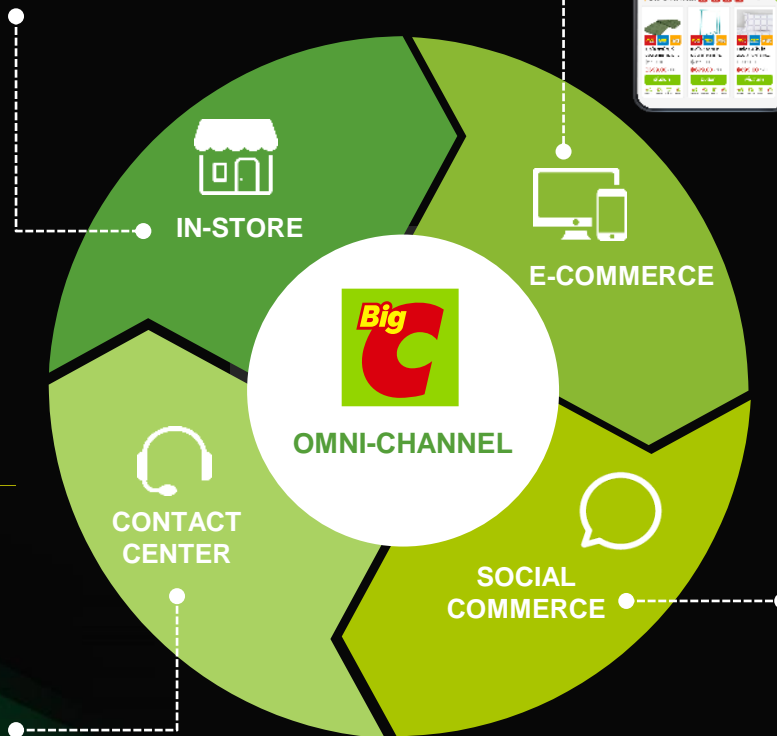 IN-STORE
E-COMMERCE
Big
C
OMNI-CHANNEL
CONTACT
CENTER
SOCIAL
COMMERCE